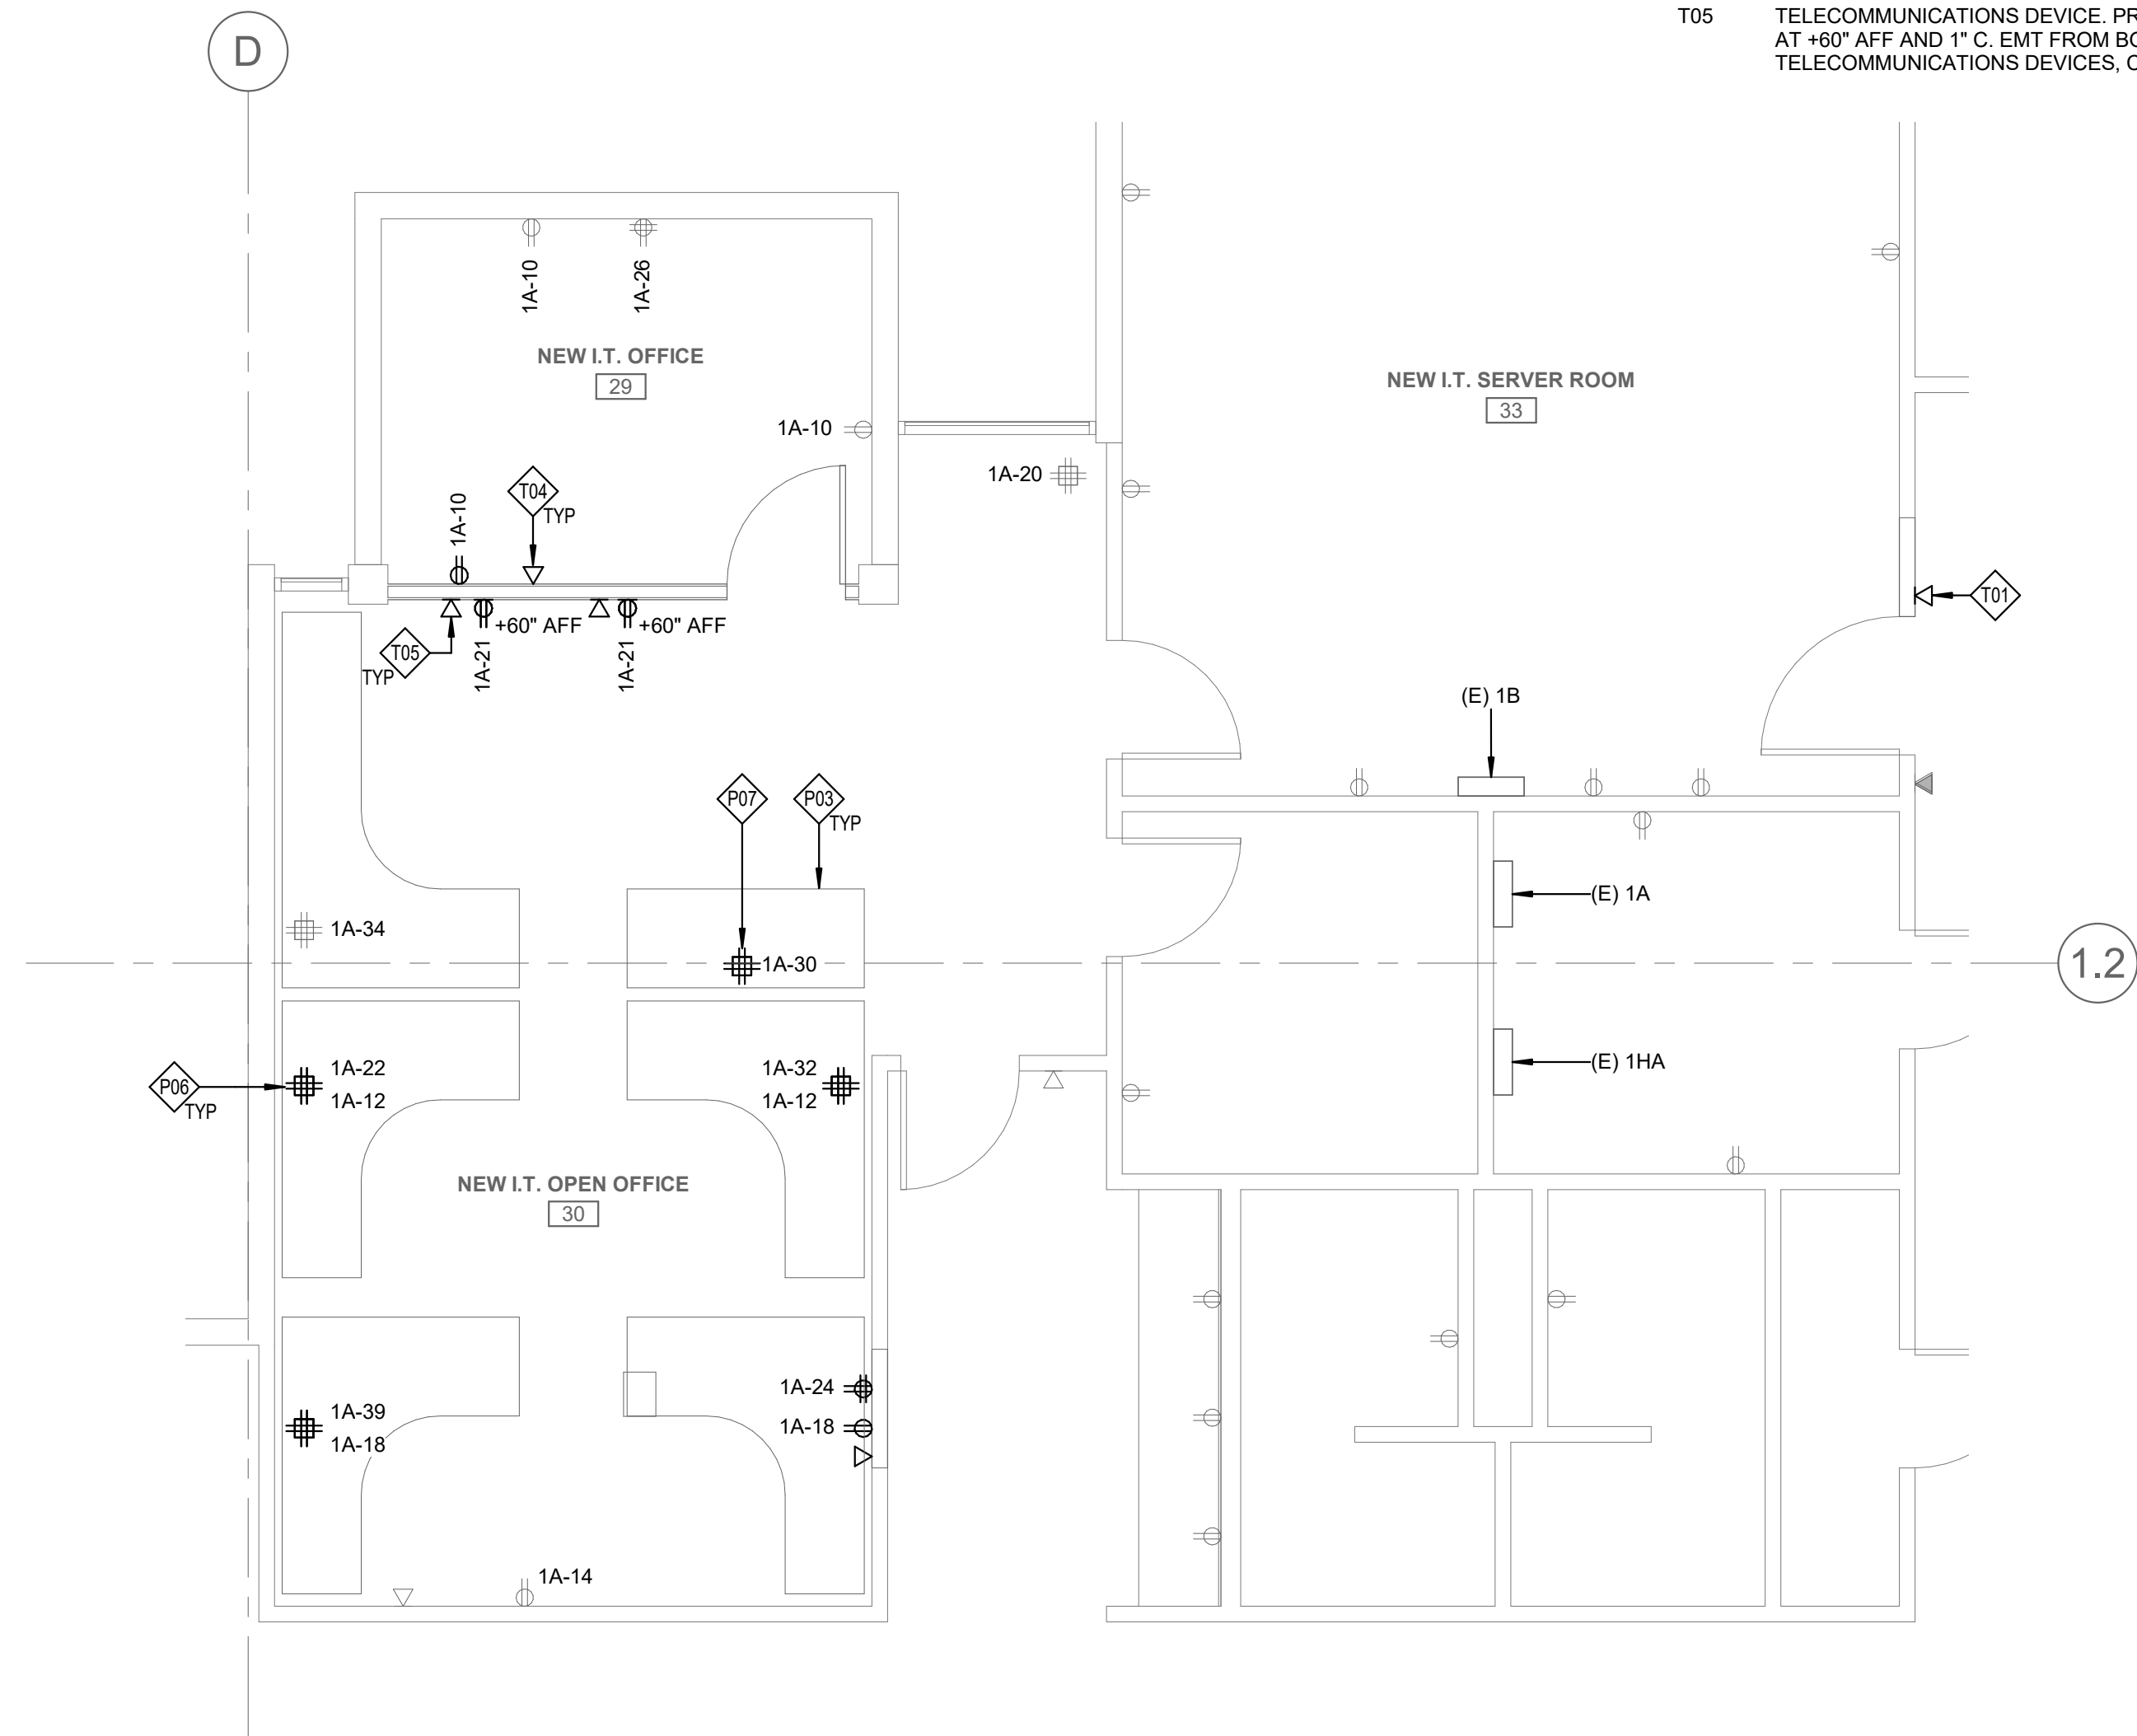 T05 TELECOMMUNICATIONS DEVICE. PR
AT +60" AFF AND 1" C. EMT FROM BO
TELECOMMUNICATIONS DEVICES, C
D
1A-10
1A-26
NEW I.T. OFFICE
29
NEW I.T. SERVER ROOM
33
1A-10
1A-20
T04
TYP
1A-10
T01
+60" AFF
+60" AFF
T05
TYP
1A-21
1A-21
(E) 1B
P07
P03
TYP
(E) 1A
1A-34
1A-30
1.2
(E) 1HA
P06
TYP
1A-22
1A-12
1A-32
1A-12
NEW I.T. OPEN OFFICE
30
1A-24
1A-18
1A-39
1A-18
1A-14